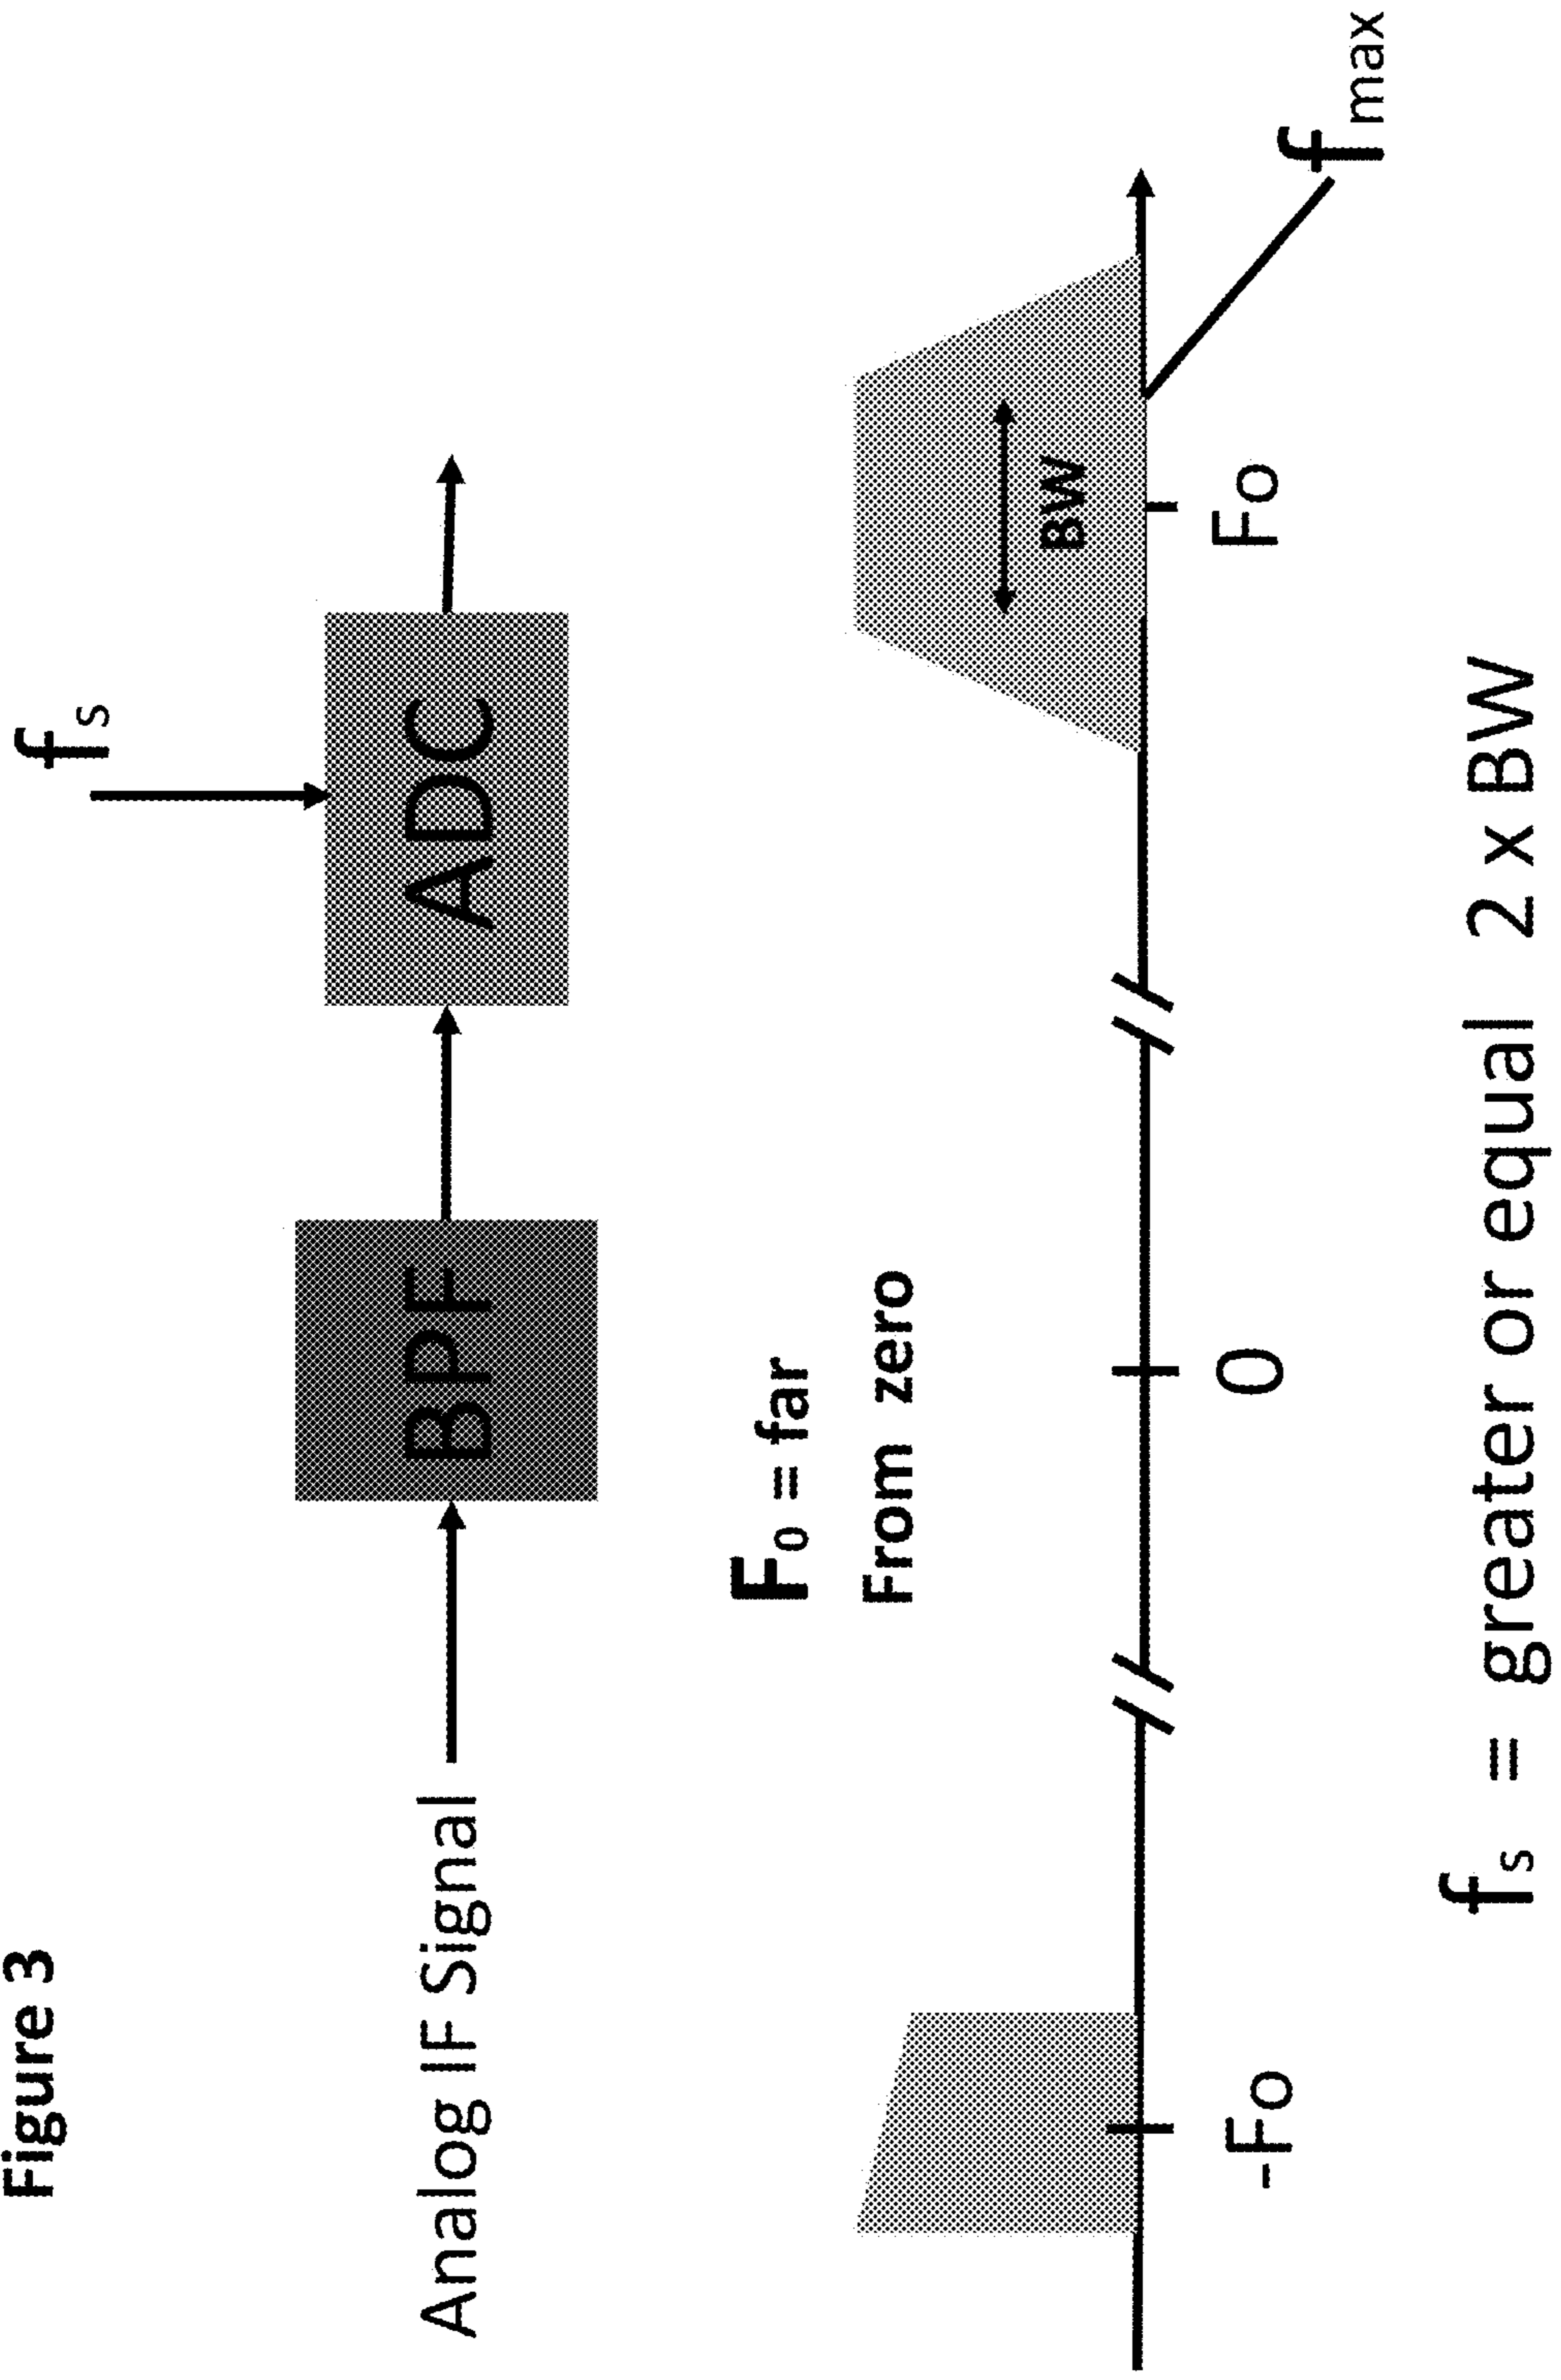 Figure 3
fs
Analog IF Signal
BPF
ADC
F0 = far
From zero
BW
-Fo
0
Fo
fmax
fs = greater or equal 2 x BW